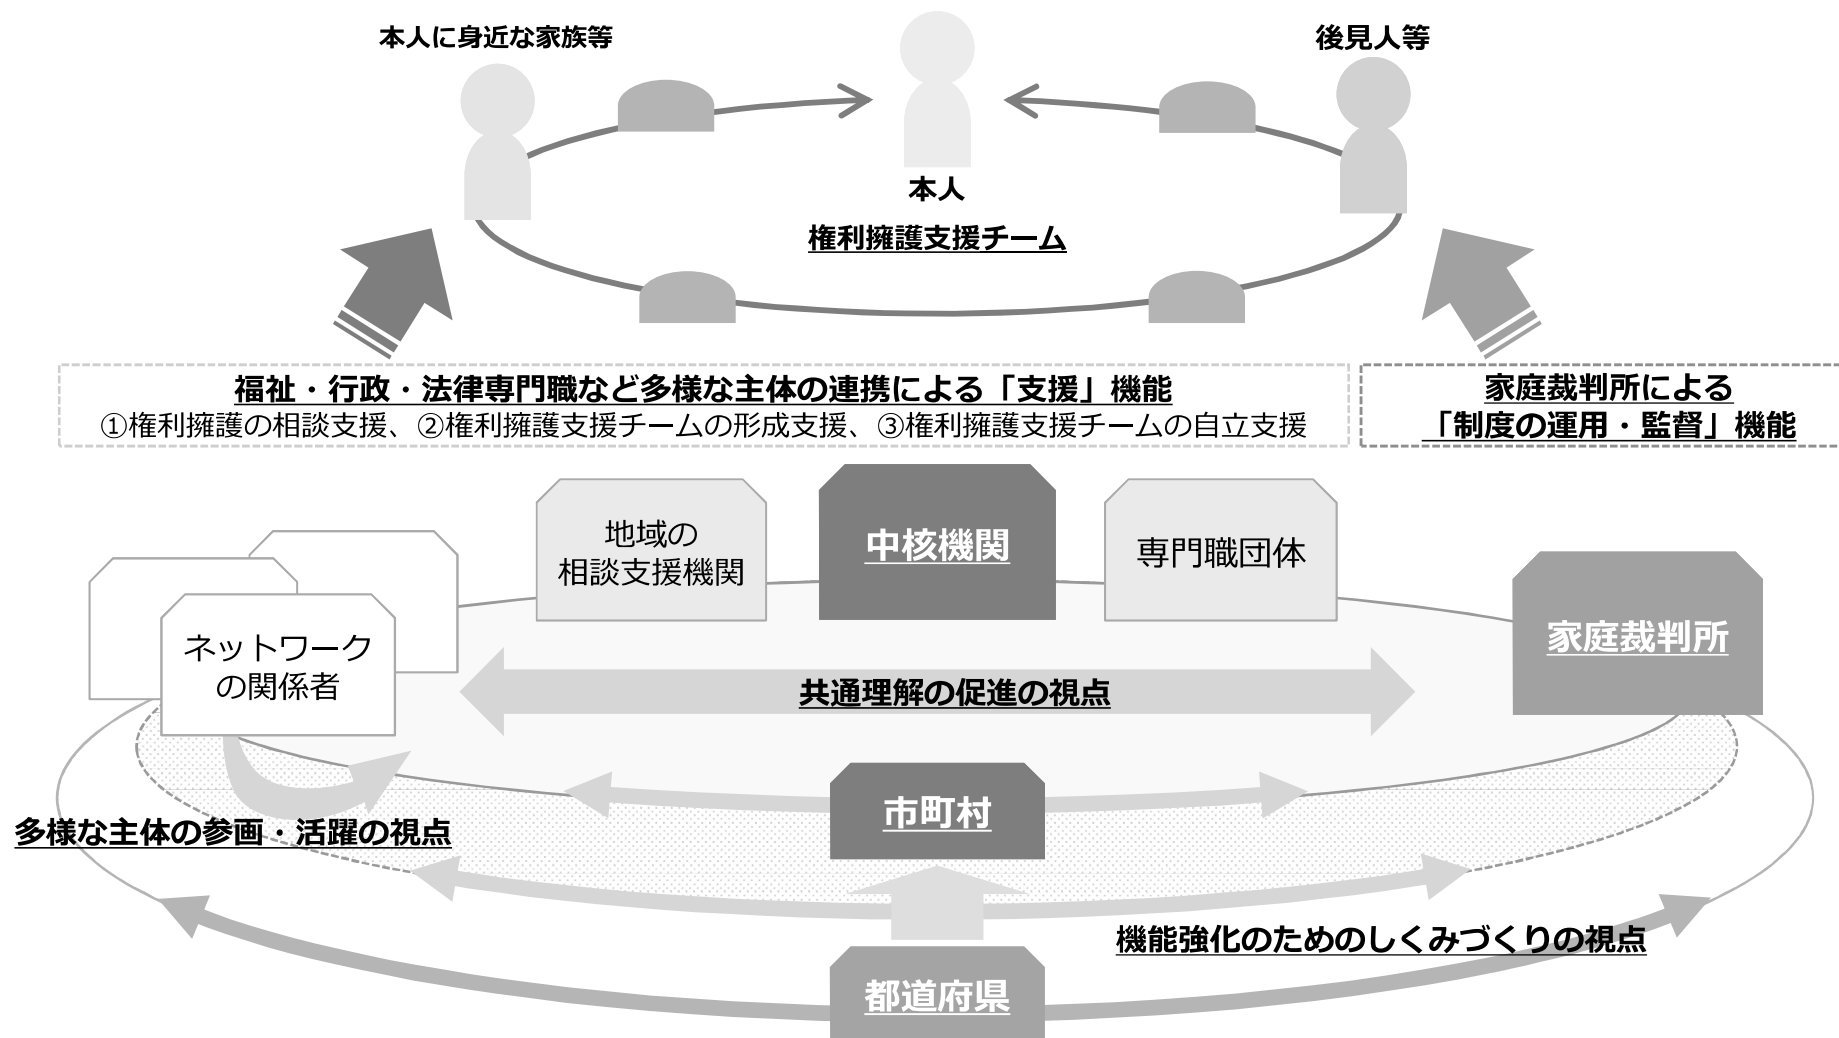 本人に身近な家族等
後見人等
本人
権利擁護支援チーム
福祉・行政・法律専門職など多様な主体の連携による「支援」機能
①権利擁護の相談支援、②権利擁護支援チームの形成支援、③権利擁護支援チームの自立支援
家庭裁判所による
「制度の運用・監督」機能
地域の
相談支援機関
中核機関
専門職団体
ネットワーク
の関係者
家庭裁判所
共通理解の促進の視点
市町村
多様な主体の参画・活躍の視点
機能強化のためのしくみづくりの視点
都道府県